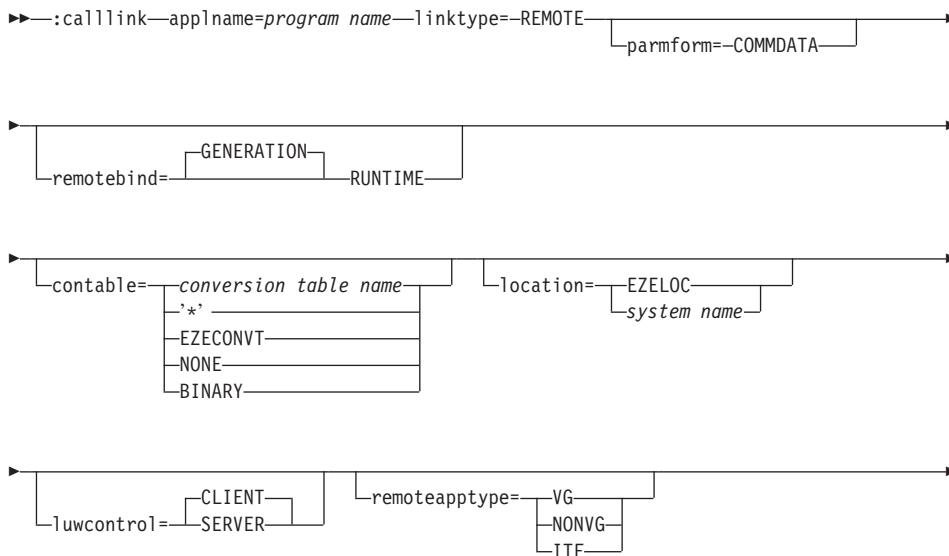 :calllink applname=program name linktype= REMOTE
parmform= COMMDATA
GENERATION
remotebind= RUNTIME
contable= conversion table name
'*'
EZECONVT
NONE
BINARY
location= EZELOC
system name
CLIENT
luwcontrol= SERVER
remoteapptype= VG
NONVG
ITF